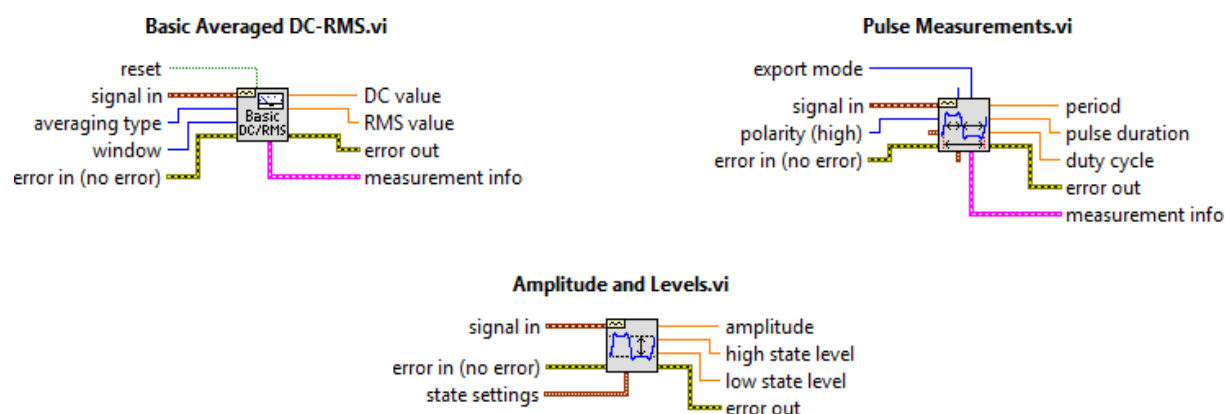 Basic Averaged DC-RMS.vi
reset
signal in
averaging type
window
error in (no error)
Basic
DC/RMS
DC value
RMS value
error out
measurement info
Pulse Measurements.vi
export mode
signal in
polarity (high)
error in (no error)
period
pulse duration
duty cycle
error out
measurement info
Amplitude and Levels.vi
signal in
error in (no error)
state settings
amplitude
high state level
low state level
error out